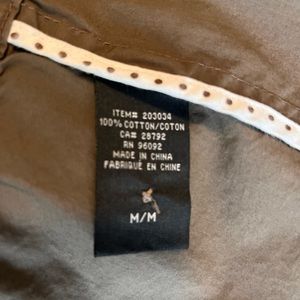 ITEM# 203034
100% COTTON/COTON
CA# 28792
RN 96092
MADE IN CHINA
FABRIQUÉ EN CHINE
M/M